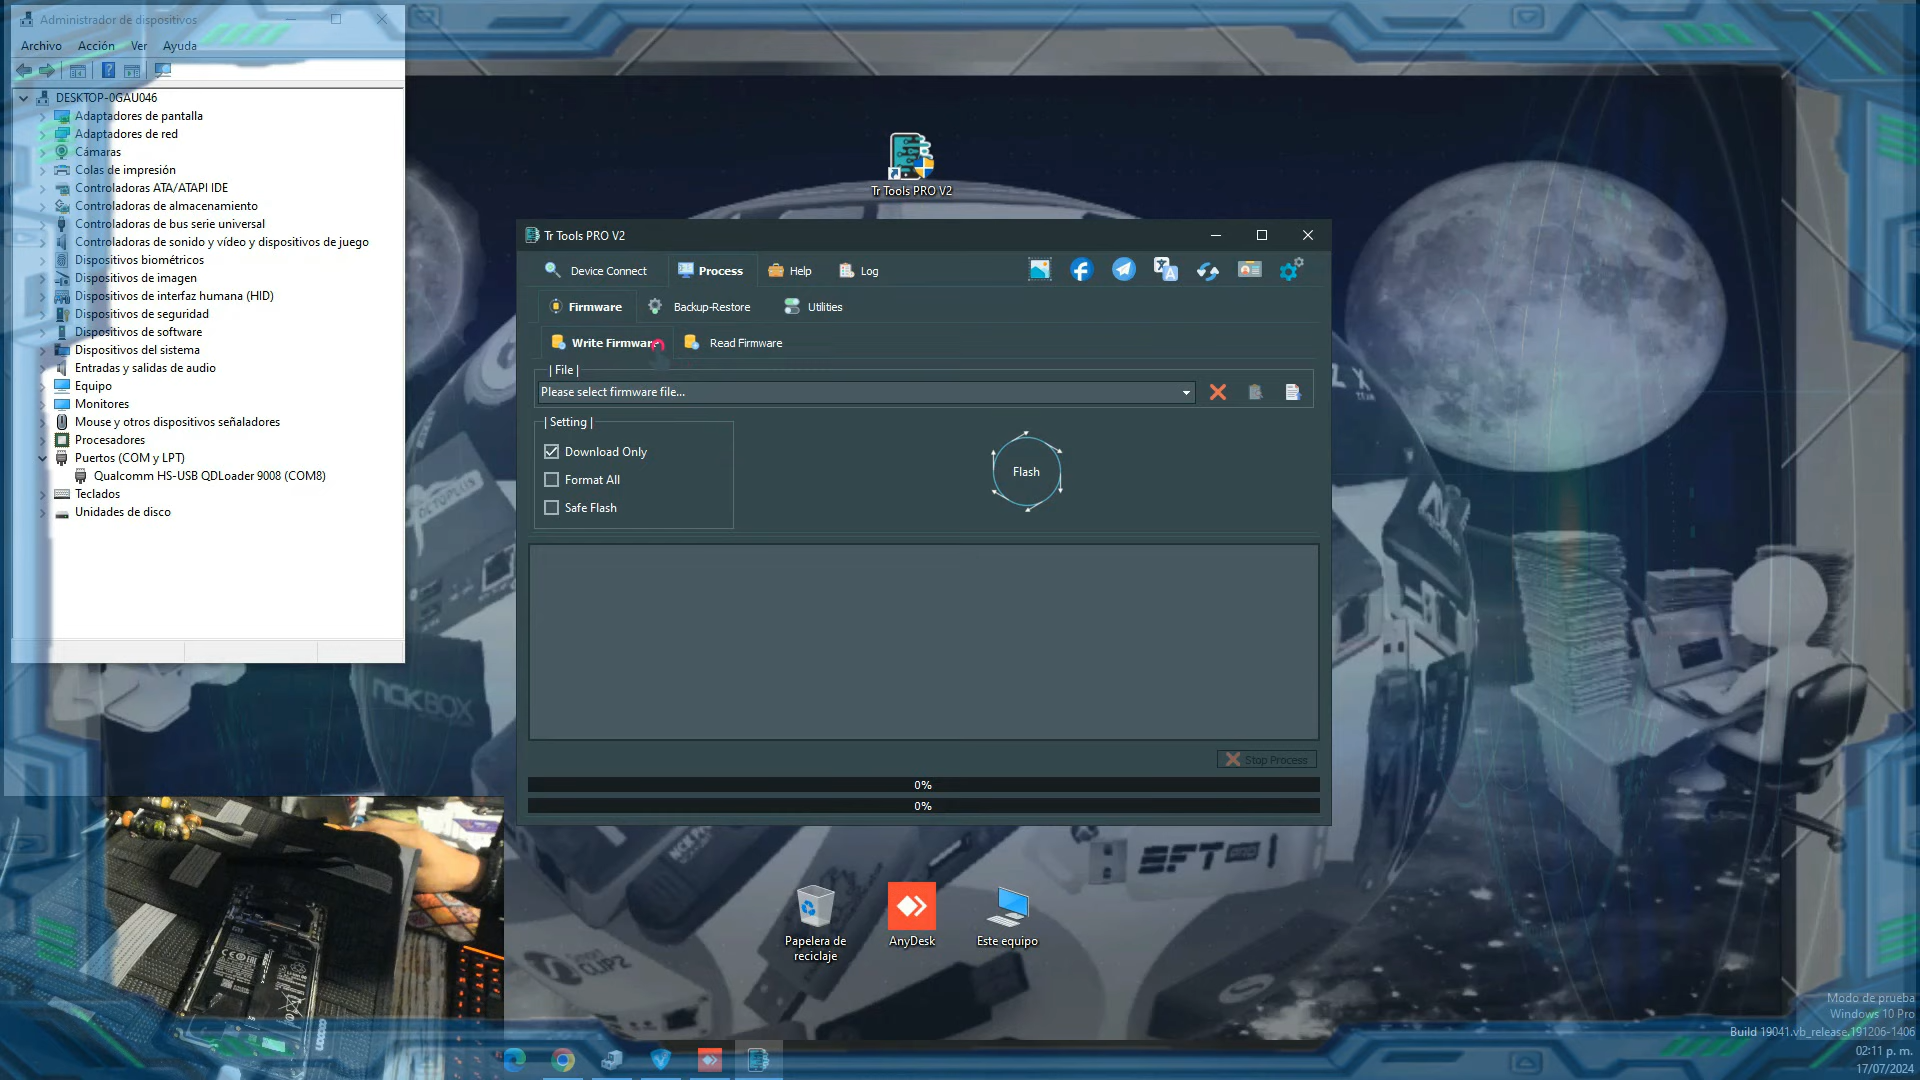 Administrador de dispositivos
Archivo Acción Ver Ayuda
DESKTOP-0GAU046
Adaptadores de pantalla
Adaptadores de red
Cámaras
Colas de impresión
Controladoras ATA/ATAPI IDE
Controladoras de almacenamiento
Controladoras de bus serie universal
Controladoras de sonido y vídeo y dispositivos de juego
Dispositivos biométricos
Dispositivos de imagen
Dispositivos de interfaz humana (HID)
Dispositivos de seguridad
Dispositivos de software
Dispositivos del sistema
Entradas y salidas de audio
Equipo
Monitores
Mouse y otros dispositivos señaladores
Procesadores
Puertos (COM y LPT)
Qualcomm HS-USB QDLoader 9008 (COM8)
Teclados
Unidades de disco
Tr Tools PRO V2
Tr Tools PRO V2
Device Connect Process Help Log
Firmware Backup-Restore Utilities
Write Firmware Read Firmware
| File |
Please select firmware file...
| Setting |
Download Only
Format All
Safe Flash
Flash
Stop Process
0%
0%
OCTOPLUS
NCKBOX
EFT
Papelera de
reciclaje
AnyDesk
Este equipo
Modo de prueba
Windows 10 Pro
Build 19041.vb_release.191206-1406
02:11 p. m.
17/07/2024